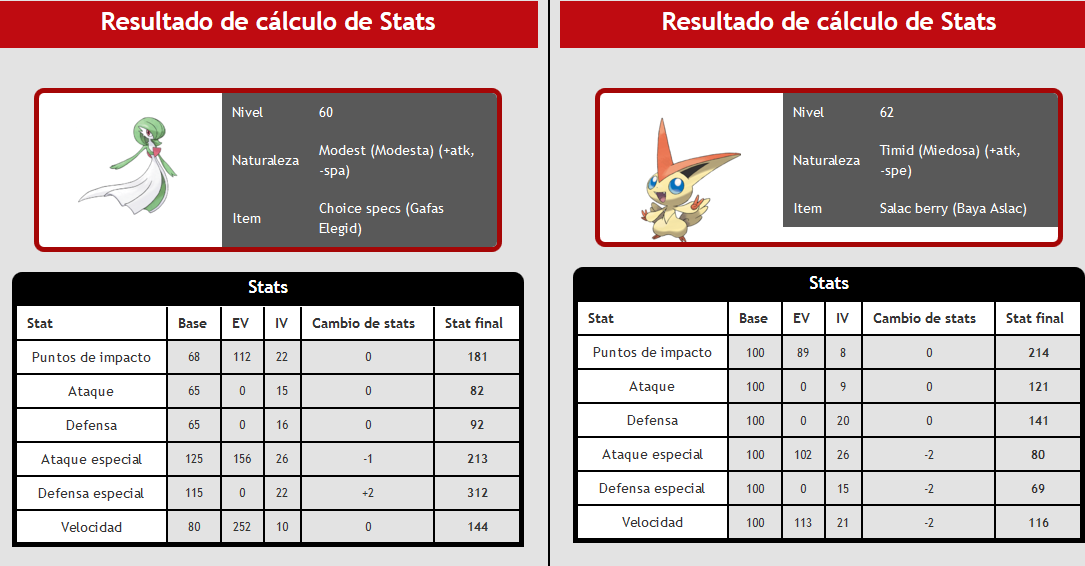 Resultado de cálculo de Stats
Nivel 60
Naturaleza Modest (Modesta) (+atk,
-spa)
Item Choice specs (Gafas
Elegid)
Stats
Stat Base EV IV Cambio de stats Stat final
Puntos de impacto 68 112 22 0 181
Ataque 65 0 15 0 82
Defensa 65 0 16 0 92
Ataque especial 125 156 26 -1 213
Defensa especial 115 0 22 +2 312
Velocidad 80 252 10 0 144
Resultado de cálculo de Stats
Nivel 62
Naturaleza Timid (Miedosa) (+atk,
-spe)
Item Salac berry (Baya Aslac)
Stats
Stat Base EV IV Cambio de stats Stat final
Puntos de impacto 100 89 8 0 214
Ataque 100 0 9 0 121
Defensa 100 0 20 0 141
Ataque especial 100 102 26 -2 80
Defensa especial 100 0 15 -2 69
Velocidad 100 113 21 -2 116